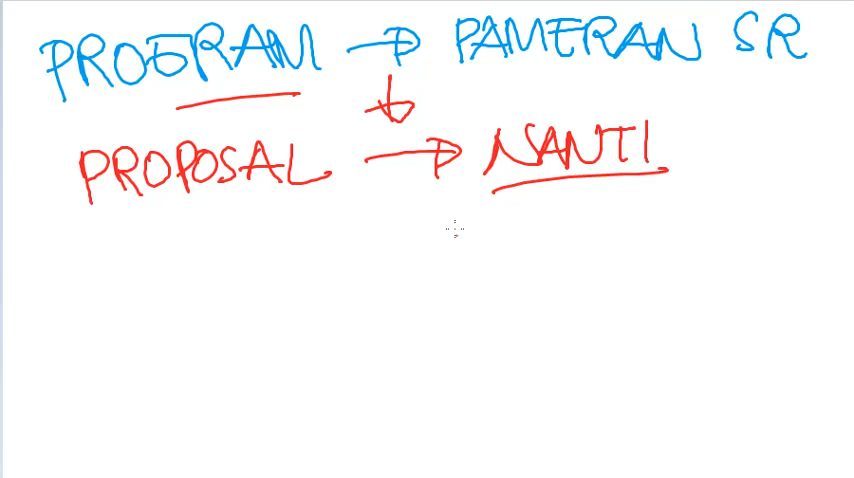 PROGRAM → PAMERAN SR
↓
PROPOSAL → NANTI